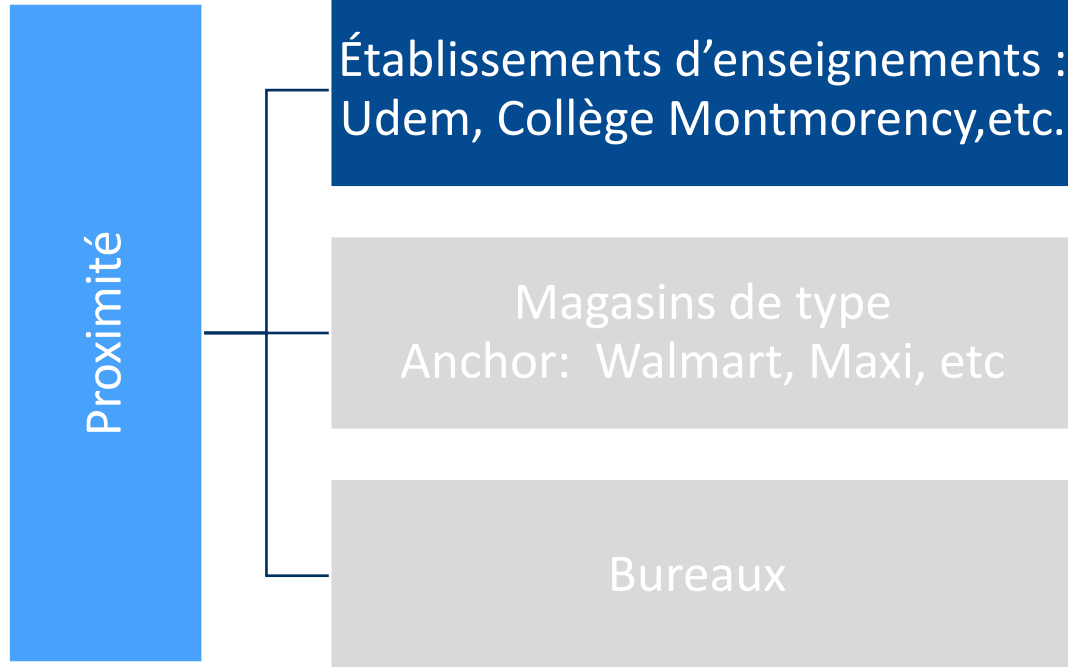 Proximité
Établissements d’enseignements :
Udem, Collège Montmorency,etc.
Magasins de type
Anchor:  Walmart, Maxi, etc
Bureaux